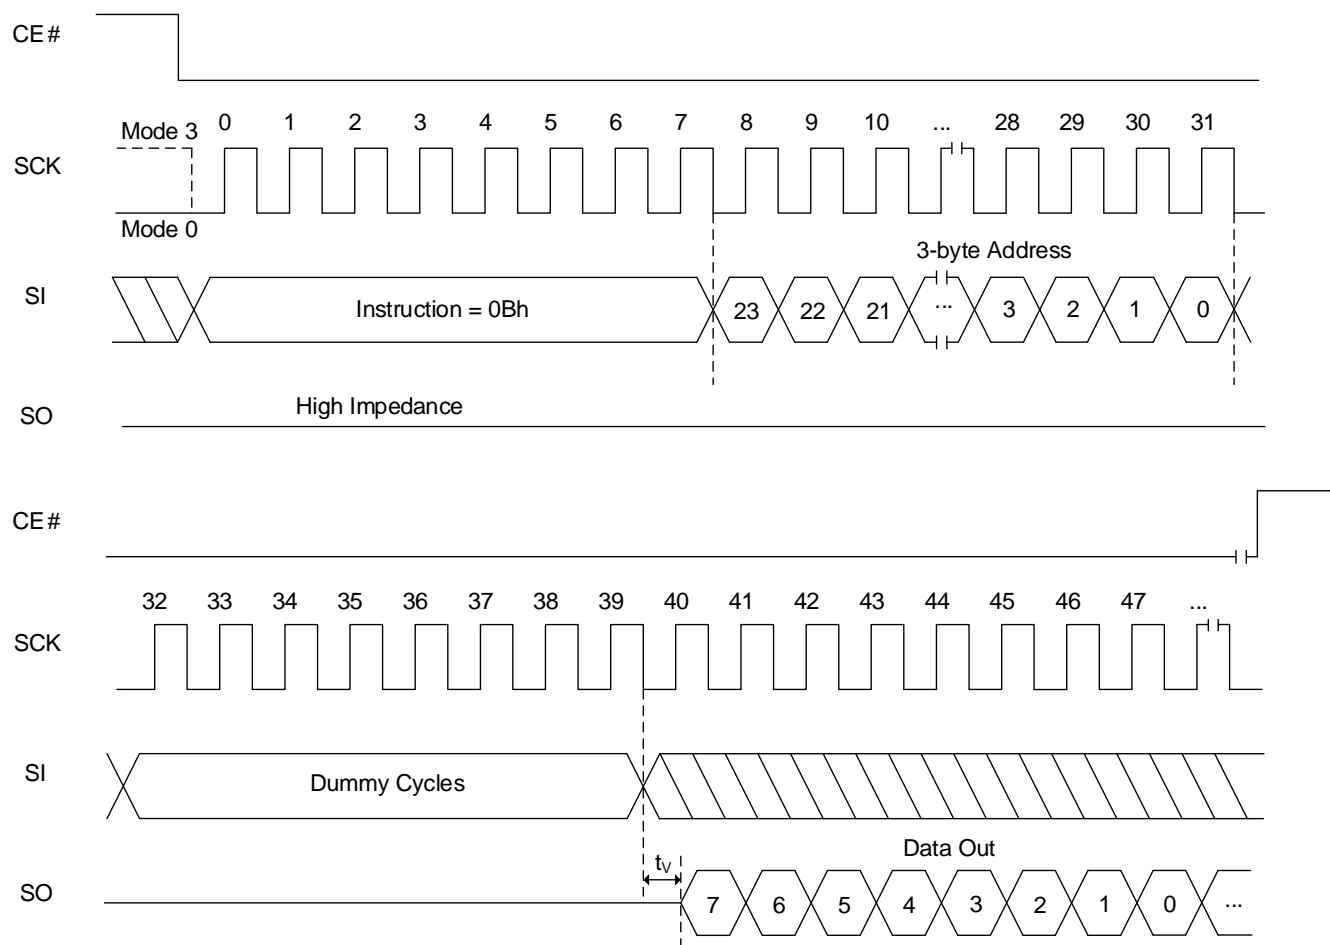 CE#
Mode 3 0 1 2 3 4 5 6 7 8 9 10 ... 28 29 30 31
SCK
Mode 0
3-byte Address
SI
Instruction = 0Bh 23 22 21 ... 3 2 1 0
High Impedance
SO
CE#
32 33 34 35 36 37 38 39 40 41 42 43 44 45 46 47 ...
SCK
SI
Dummy Cycles
Data Out
tV
SO
7 6 5 4 3 2 1 0 ...